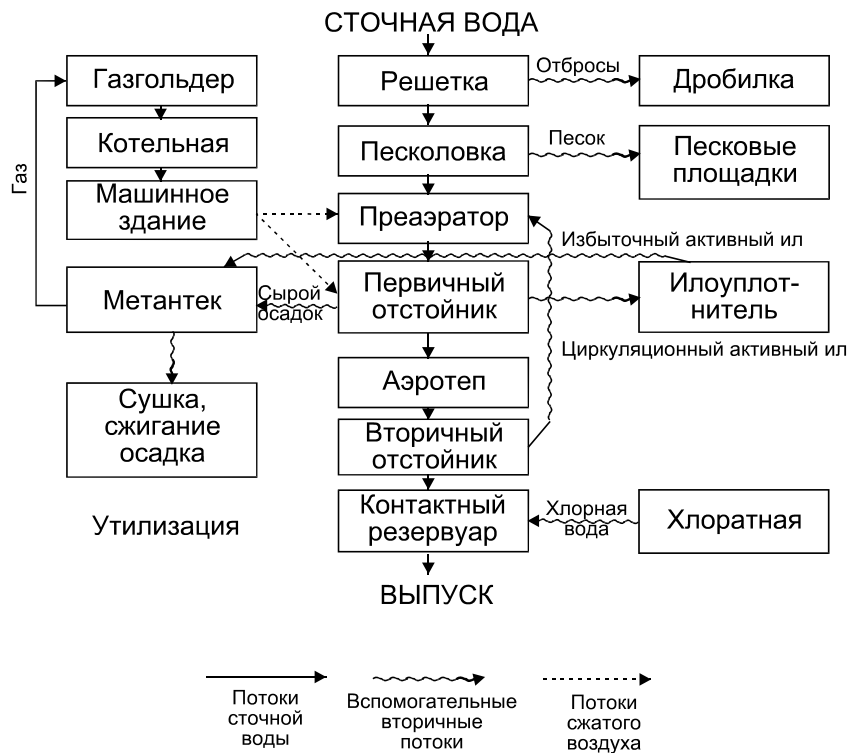 СТОЧНАЯ ВОДА
Газгольдер
Решетка
Отбросы
Дробилка
Котельная
Песколовка
Песок
Песковые
площадки
Газ
Машинное
здание
Преаэратор
Избыточный активный ил
Метантек
Сырой
осадок
Первичный
отстойник
Илоуплот-
нитель
Циркуляционный активный ил
Сушка,
сжигание
осадка
Аэротеп
Вторичный
отстойник
Утилизация
Контактный
резервуар
Хлорная
вода
Хлоратная
ВЫПУСК
Потоки
сточной
воды
Вспомогательные
вторичные
потоки
Потоки
сжатого
воздуха